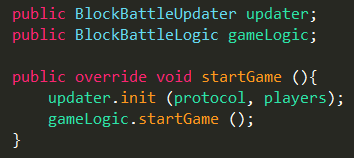 public BlockBattleUpdater updater;
public BlockBattleLogic gameLogic;

public override void startGame (){
    updater.init (protocol, players);
    gameLogic.startGame ();
}